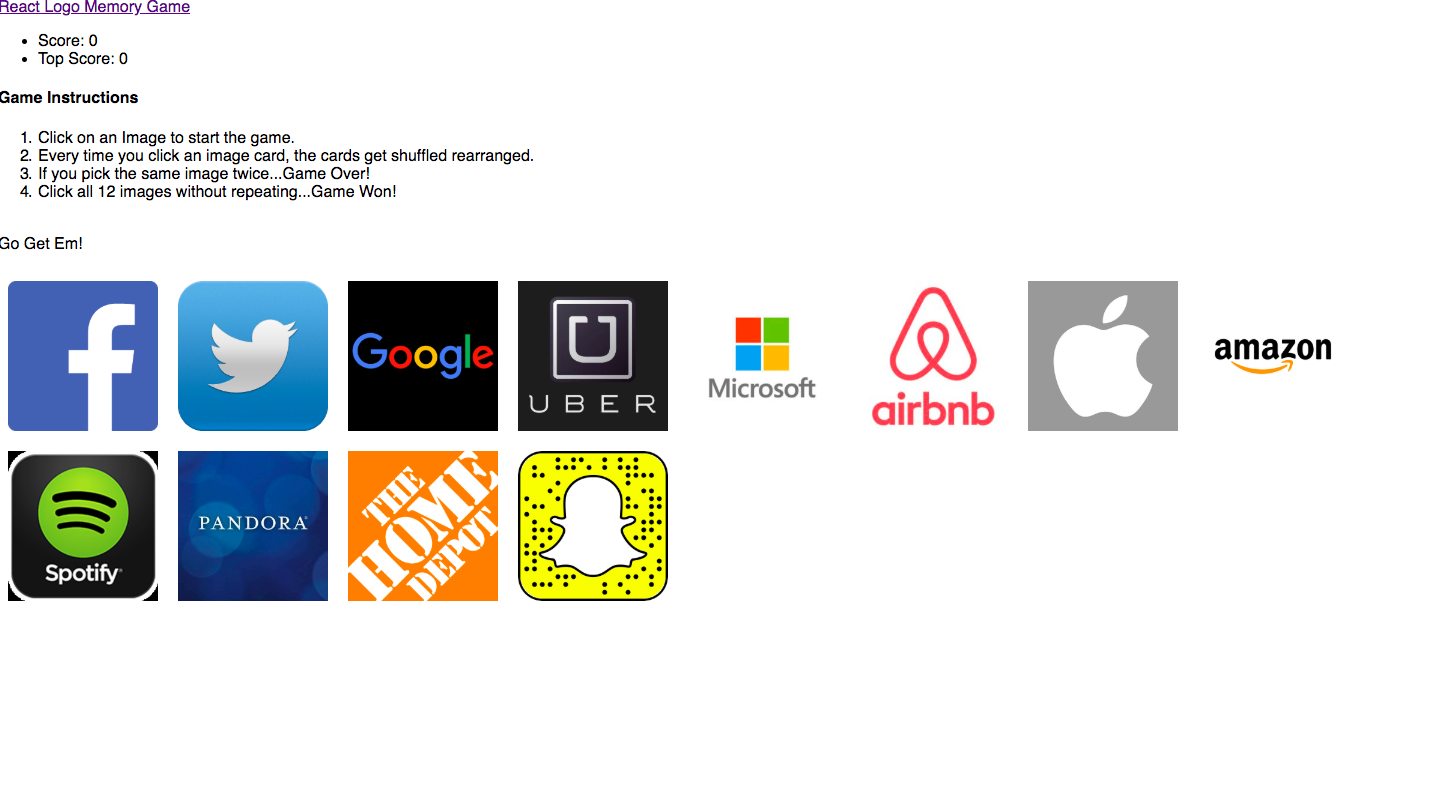 React Logo Memory Game
• Score: 0
• Top Score: 0
Game Instructions
1. Click on an Image to start the game.
2. Every time you click an image card, the cards get shuffled rearranged.
3. If you pick the same image twice...Game Over!
4. Click all 12 images without repeating...Game Won!
Go Get Em!
f
Google
U
UBER
Microsoft
airbnb
amazon
Spotify
PANDORA
THE
HOME
DEPOT